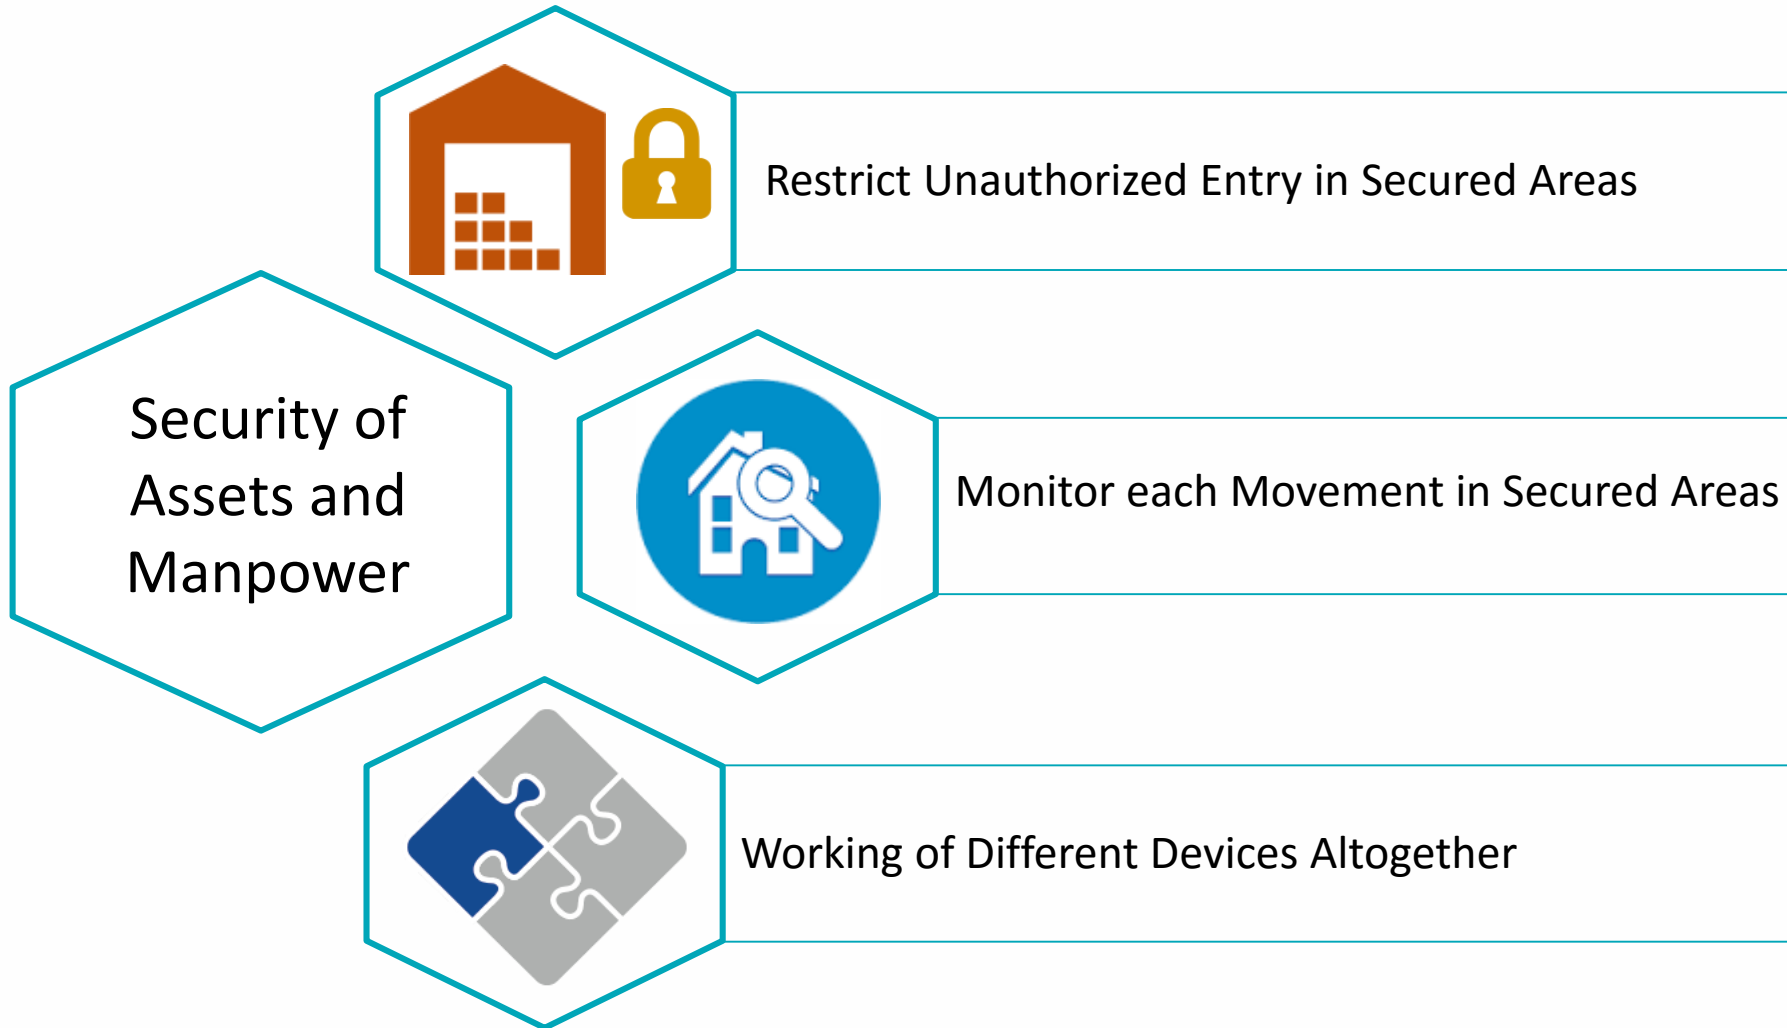 Restrict Unauthorized Entry in Secured Areas
Security of
Assets and
Manpower
Monitor each Movement in Secured Areas
Working of Different Devices Altogether